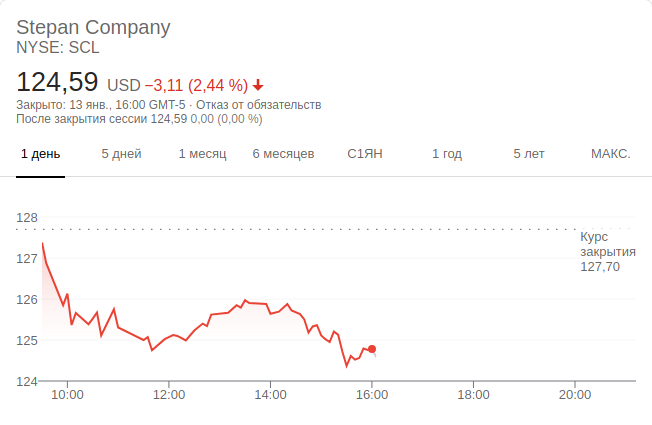 Stepan Company
NYSE: SCL
124,59 USD −3,11 (2,44 %)
Закрыто: 13 янв., 16:00 GMT-5 · Отказ от обязательств
После закрытия сессии 124,59 0,00 (0,00 %)
1 день 5 дней 1 месяц 6 месяцев С1ЯН 1 год 5 лет МАКС.
128
Курс
закрытия
127,70
127
126
125
124
10:00 12:00 14:00 16:00 18:00 20:00